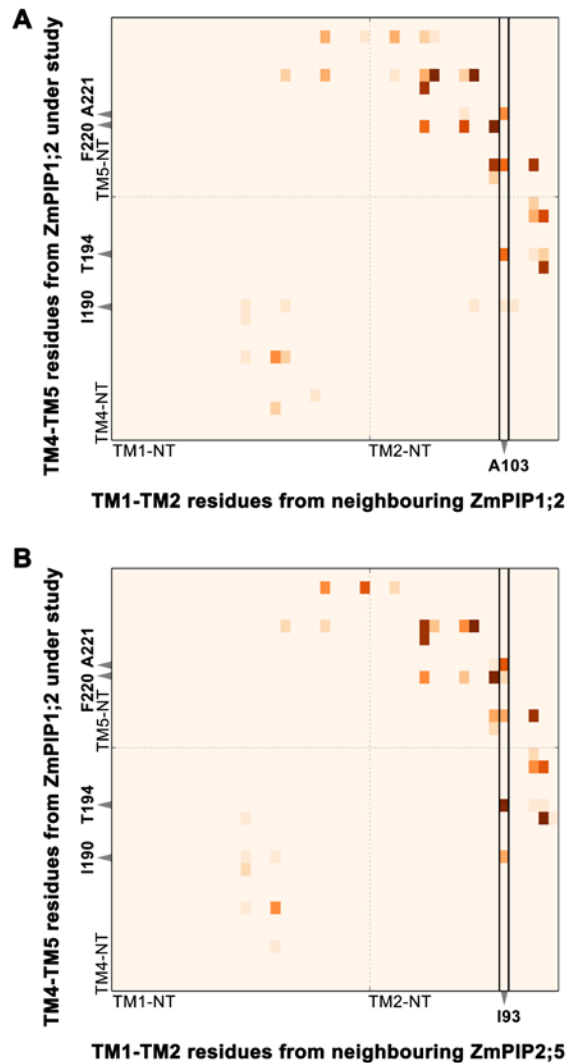 A
TM4-TM5 residues from ZmPIP1;2 under study
A221
F220
TM5-NT
T194
I190
TM4-NT
TM1-NT
TM2-NT
A103
TM1-TM2 residues from neighbouring ZmPIP1;2
B
TM4-TM5 residues from ZmPIP1;2 under study
A221
F220
TM5-NT
T194
I190
TM4-NT
TM1-NT
TM2-NT
I93
TM1-TM2 residues from neighbouring ZmPIP2;5